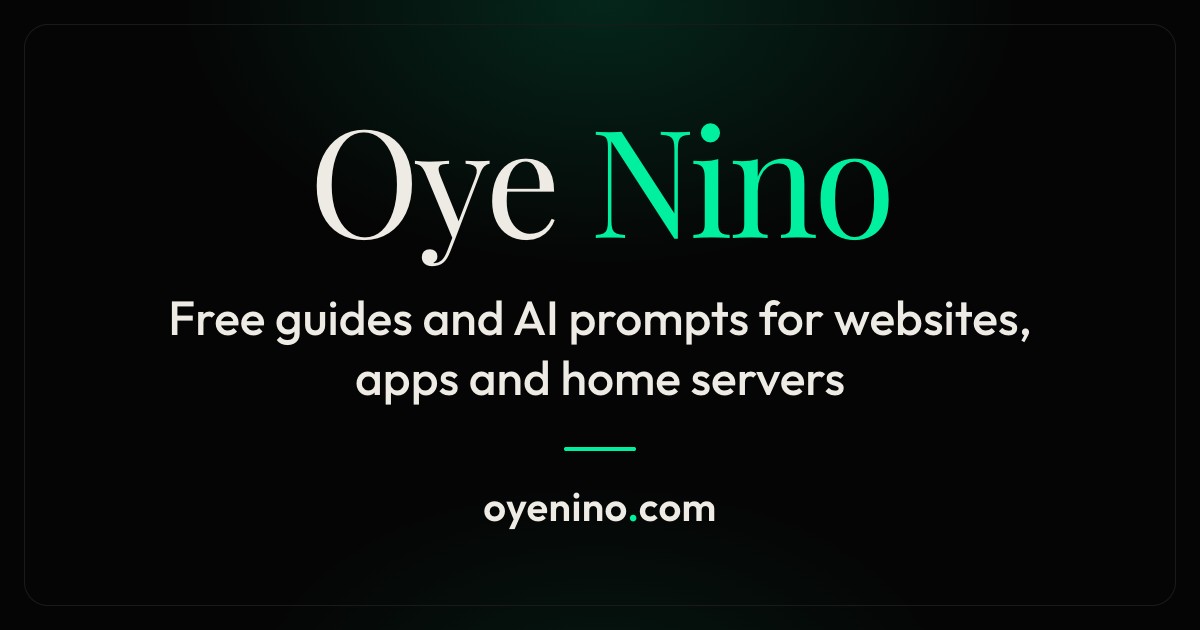 Oye Nino
Free guides and AI prompts for websites,
apps and home servers
oyenino.com